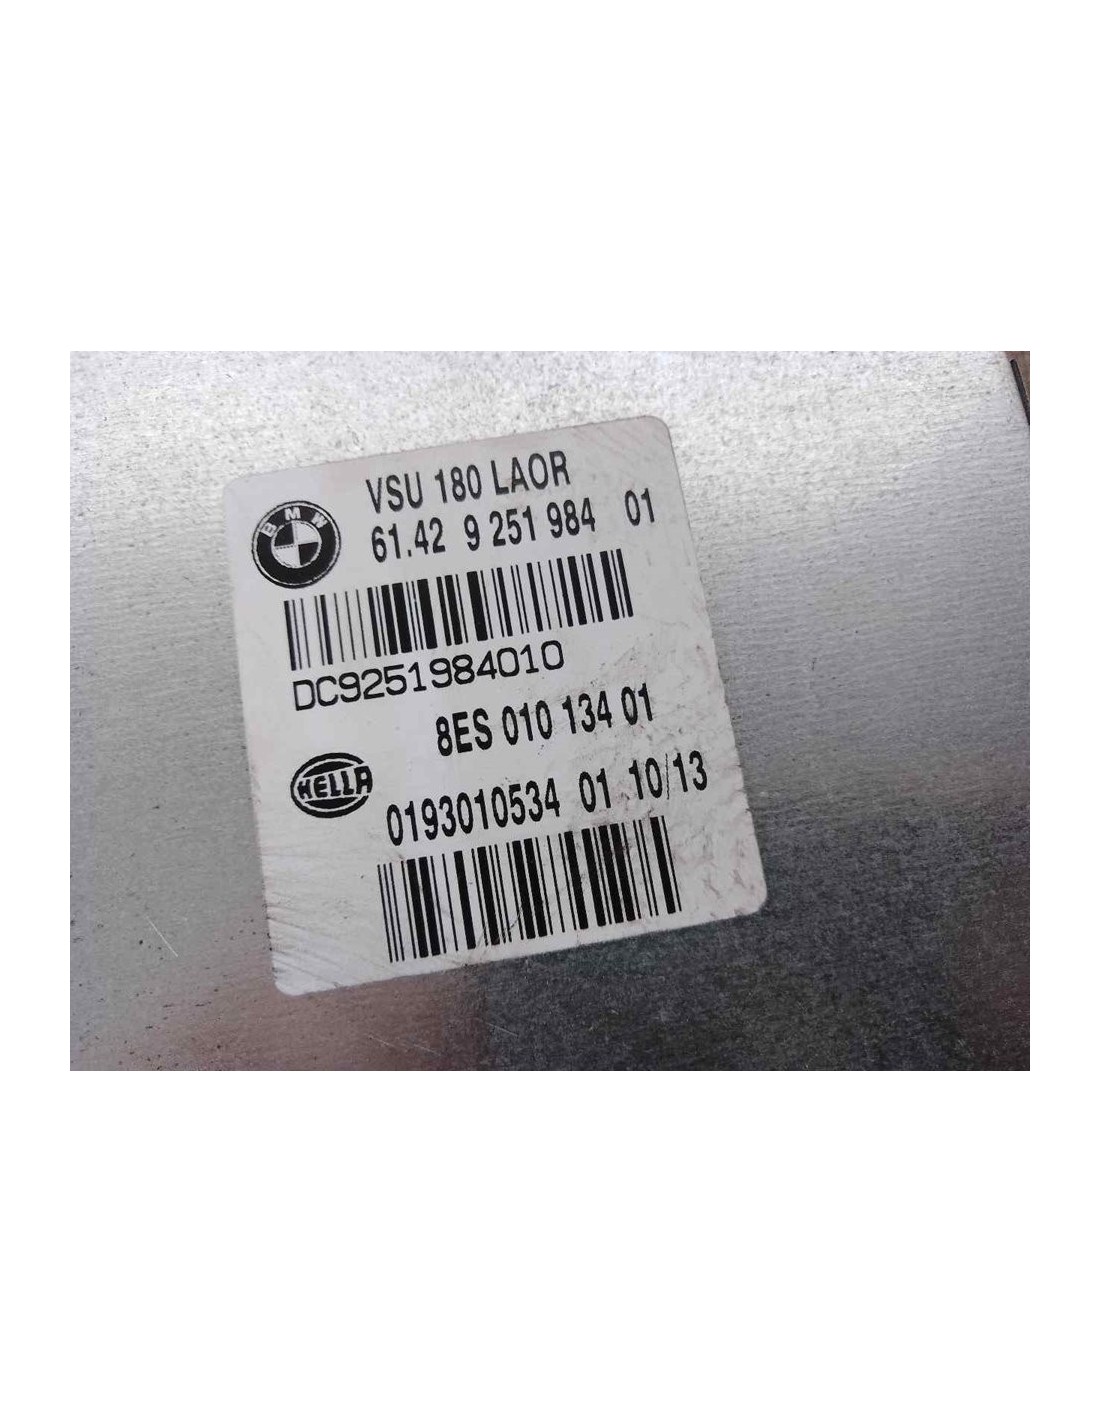 BMW
VSU 180 LAOR
61.42 9 251 984 01
DC9251984010
8ES 010 134 01
HELLA
0193010534 01 10/13